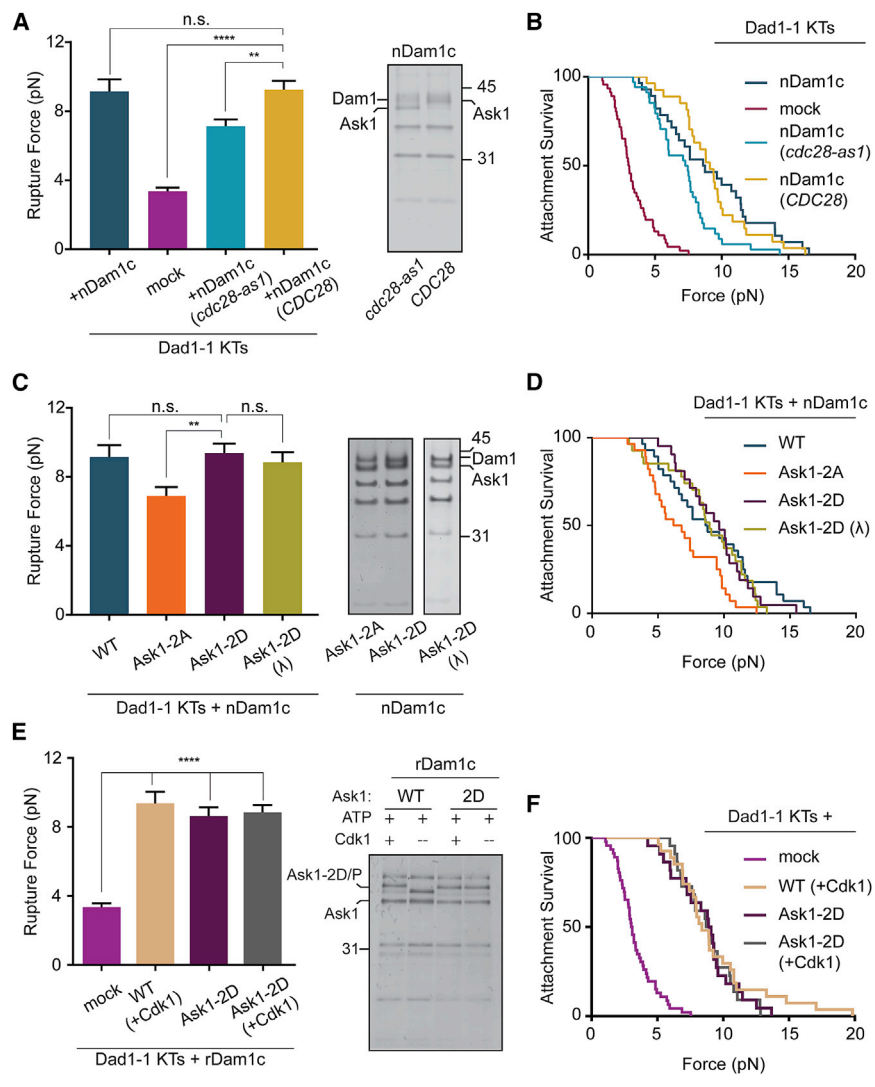 A
n.s.
****
**
Rupture Force (pN)
12
8
4
0
+nDam1c
mock
+nDam1c (cdc28-as1)
+nDam1c (CDC28)
Dad1-1 KTs
nDam1c
Dam1
Ask1
45
Ask1
31
cdc28-as1
CDC28
B
Dad1-1 KTs
nDam1c
mock
nDam1c (cdc28-as1)
nDam1c (CDC28)
Attachment Survival
100
50
0
0 5 10 15 20
Force (pN)
C
n.s.
n.s.
**
Rupture Force (pN)
12
8
4
0
WT
Ask1-2A
Ask1-2D
Ask1-2D (λ)
Dad1-1 KTs + nDam1c
45
Dam1
Ask1
31
Ask1-2A
Ask1-2D
Ask1-2D (λ)
nDam1c
D
Dad1-1 KTs + nDam1c
WT
Ask1-2A
Ask1-2D
Ask1-2D (λ)
Attachment Survival
100
50
0
0 5 10 15 20
Force (pN)
E
****
Rupture Force (pN)
12
8
4
0
mock
WT (+Cdk1)
Ask1-2D
Ask1-2D (+Cdk1)
Dad1-1 KTs + rDam1c
rDam1c
Ask1: WT 2D
ATP + + + +
Cdk1 + -- + --
Ask1-2D/P
Ask1
31
F
Dad1-1 KTs +
mock
WT (+Cdk1)
Ask1-2D
Ask1-2D (+Cdk1)
Attachment Survival
100
50
0
0 5 10 15 20
Force (pN)